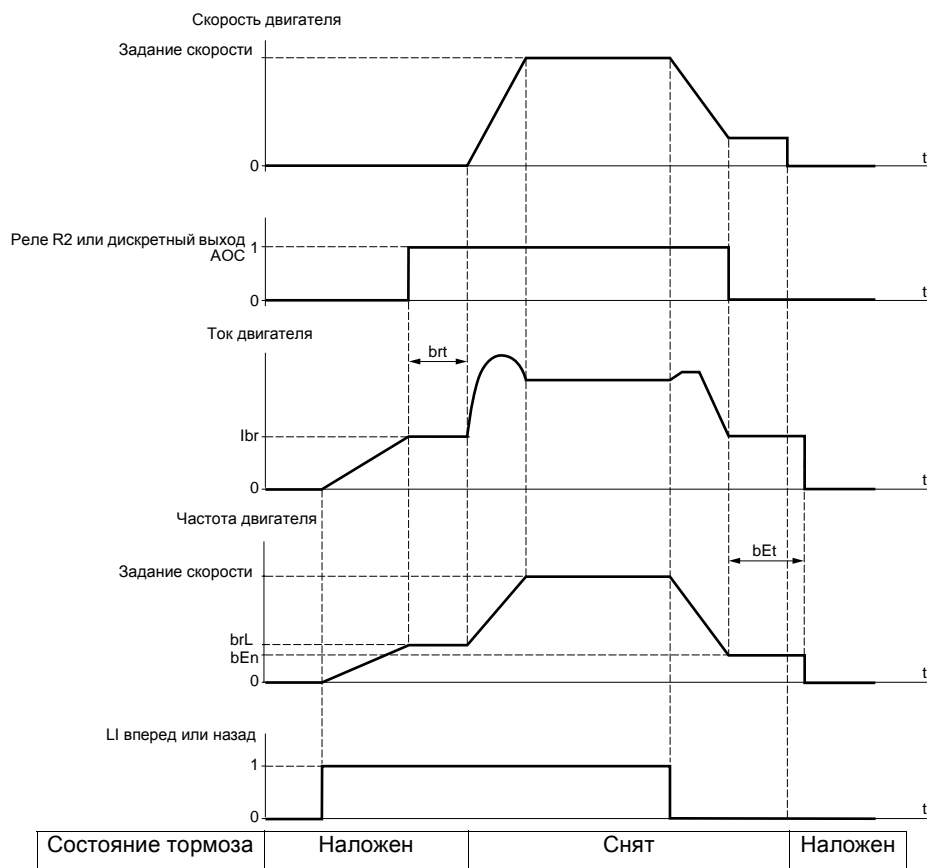 Скорость двигателя
Задание скорости
0
t
Реле R2 или дискретный выход
AOC
1
0
t
Ток двигателя
brt
Ibr
0
t
Частота двигателя
bEt
Задание скорости
brL
bEn
0
t
LI вперед или назад
1
0
t
Состояние тормоза Наложен Снят Наложен